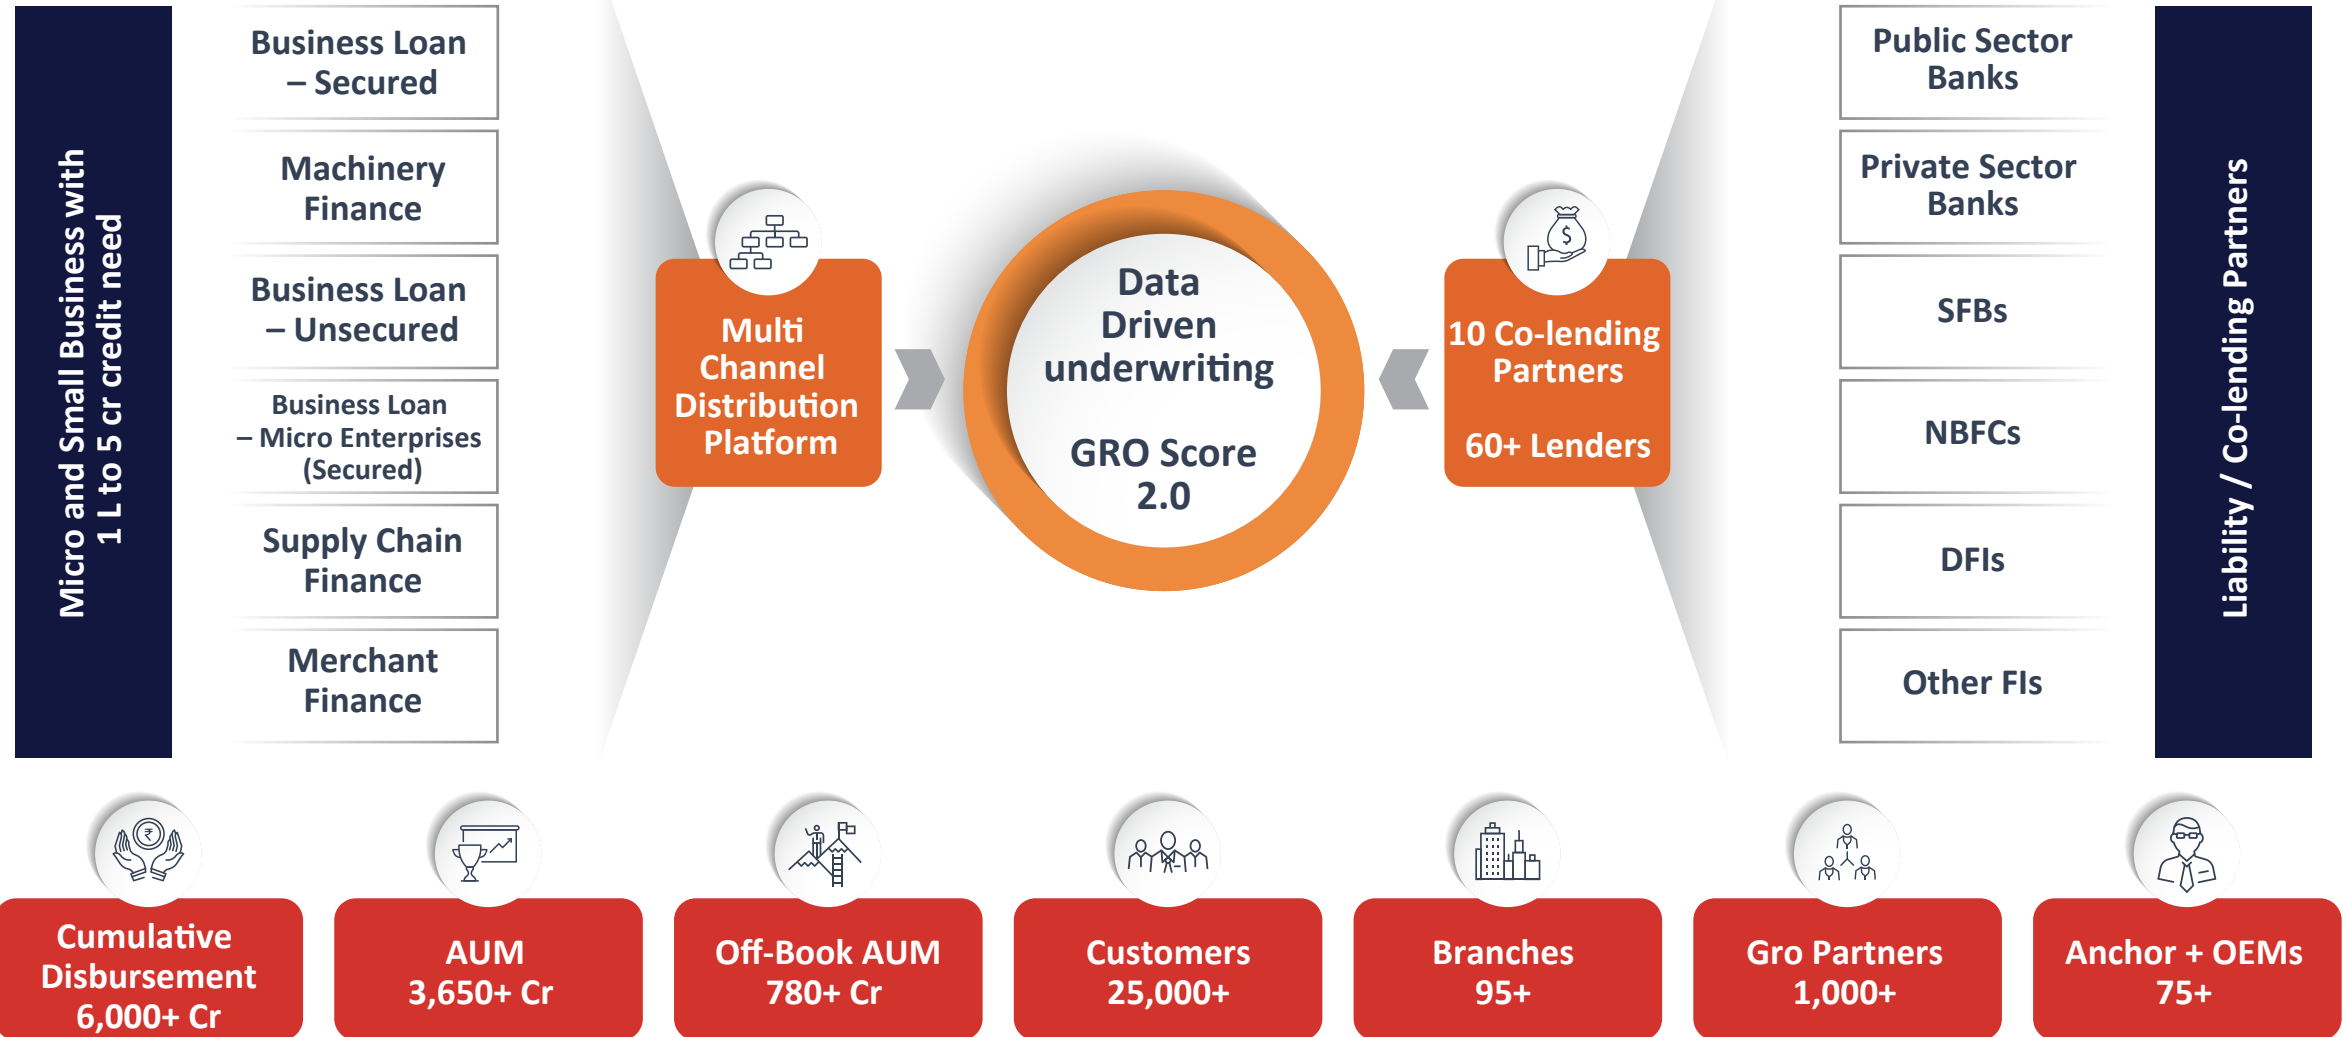 Micro and Small Business with
1 L to 5 cr credit need
Business Loan
– Secured
Machinery
Finance
Business Loan
– Unsecured
Business Loan
– Micro Enterprises
(Secured)
Supply Chain
Finance
Merchant
Finance
Multi
Channel
Distribution
Platform
Data
Driven
underwriting
GRO Score
2.0
$
10 Co-lending
Partners
60+ Lenders
Public Sector
Banks
Private Sector
Banks
SFBs
NBFCs
DFIs
Other FIs
Liability / Co-lending Partners
₹
Cumulative
Disbursement
6,000+ Cr
AUM
3,650+ Cr
Off-Book AUM
780+ Cr
Customers
25,000+
Branches
95+
Gro Partners
1,000+
Anchor + OEMs
75+